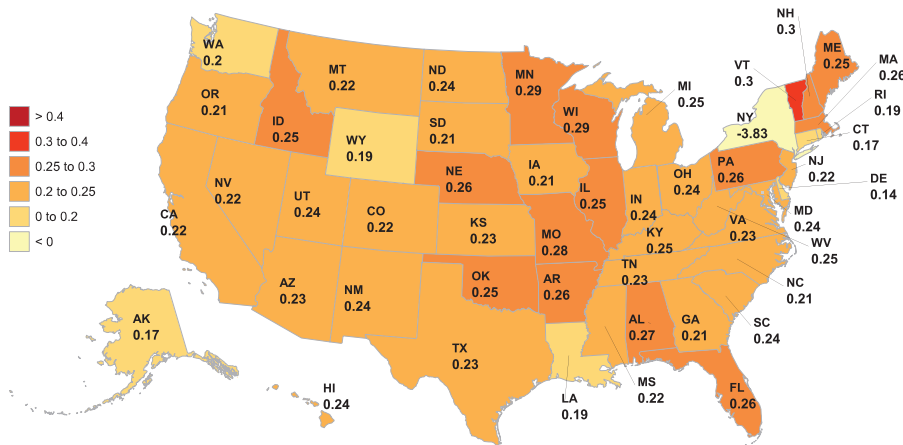 NH
0.3
WA
0.2
ME
0.25
MA
0.26
VT
0.3
MT
0.22
ND
0.24
MN
0.29
MI
0.25
RI
0.19
OR
0.21
ID
0.25
WI
0.29
NY
-3.83
CT
0.17
> 0.4
0.3 to 0.4
0.25 to 0.3
0.2 to 0.25
0 to 0.2
< 0
SD
0.21
WY
0.19
IA
0.21
NE
0.26
PA
0.26
NJ
0.22
OH
0.24
DE
0.14
NV
0.22
UT
0.24
CO
0.22
IL
0.25
IN
0.24
MD
0.24
CA
0.22
KS
0.23
MO
0.28
KY
0.25
VA
0.23
WV
0.25
AZ
0.23
NM
0.24
OK
0.25
AR
0.26
TN
0.23
NC
0.21
AK
0.17
AL
0.27
GA
0.21
SC
0.24
TX
0.23
HI
0.24
LA
0.19
MS
0.22
FL
0.26